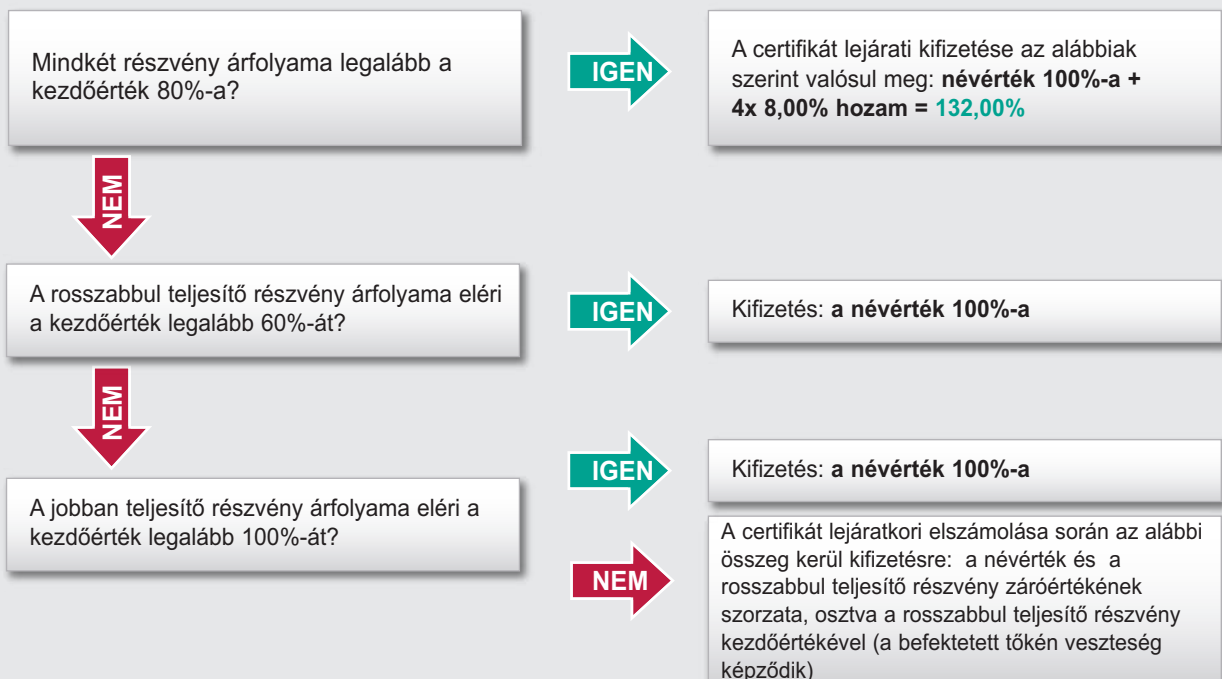 Mindkét részvény árfolyama legalább a
kezdőérték 80%-a?
IGEN
A certifikát lejárati kifizetése az alábbiak
szerint valósul meg: névérték 100%-a +
4x 8,00% hozam = 132,00%
NEM
A rosszabbul teljesítő részvény árfolyama eléri
a kezdőérték legalább 60%-át?
IGEN
Kifizetés: a névérték 100%-a
NEM
A jobban teljesítő részvény árfolyama eléri a
kezdőérték legalább 100%-át?
IGEN
Kifizetés: a névérték 100%-a
NEM
A certifikát lejáratkori elszámolása során az alábbi
összeg kerül kifizetésre: a névérték és a
rosszabbul teljesítő részvény záróértékének
szorzata, osztva a rosszabbul teljesítő részvény
kezdőértékével (a befektetett tőkén veszteség
képződik)